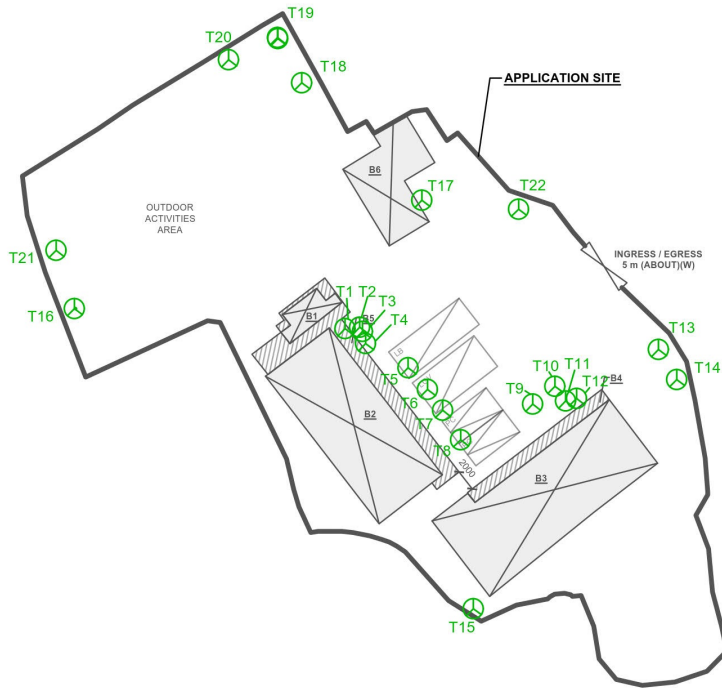 T19
T20
T18
APPLICATION SITE
B6
T17
T22
OUTDOOR
ACTIVITIES
AREA
T21
INGRESS / EGRESS
5 m (ABOUT)(W)
T16
B1
T1
T2
T3
B5
T4
T13
T14
LB
T5
T6
T7
T8
T9
T10
T11
T12
B4
B2
2000
B3
T15